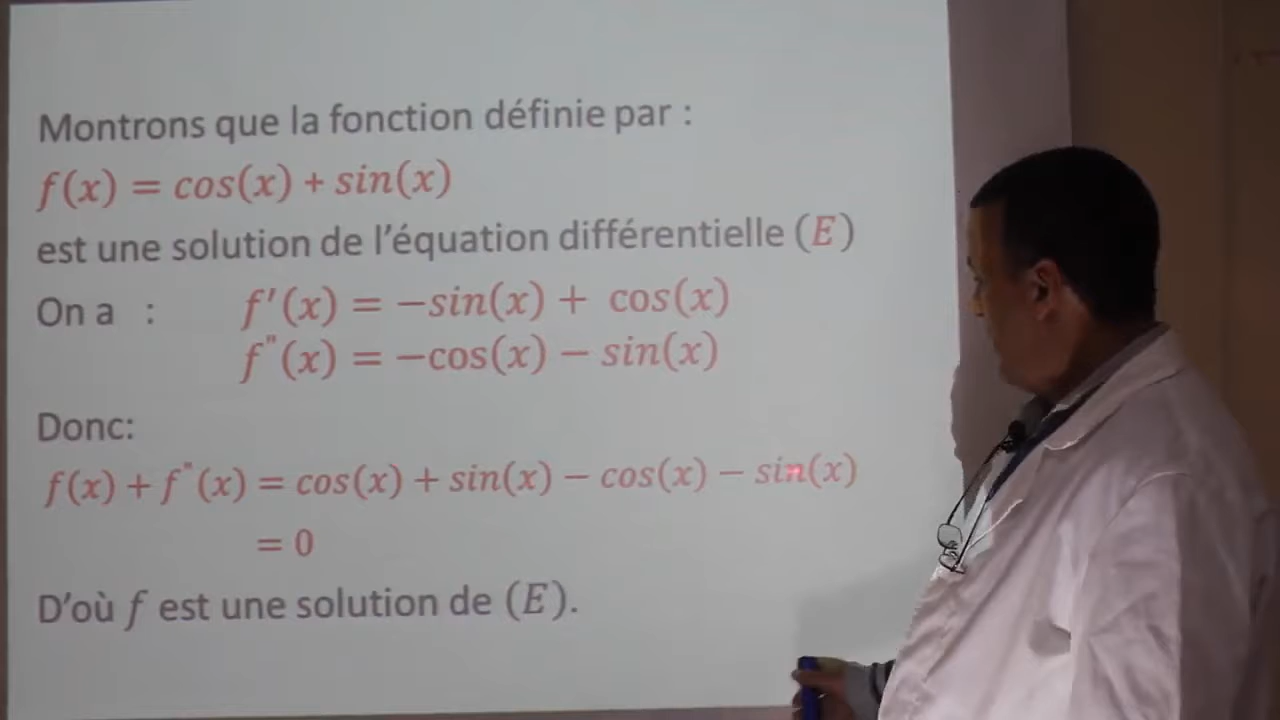 Montrons que la fonction définie par :
f(x) = cos(x) + sin(x)
est une solution de l'équation différentielle (E)
On a : f'(x) = −sin(x) + cos(x)
f"(x) = −cos(x) − sin(x)
Donc:
f(x) + f"(x) = cos(x) + sin(x) − cos(x) − sin(x)
= 0
D'où f est une solution de (E).